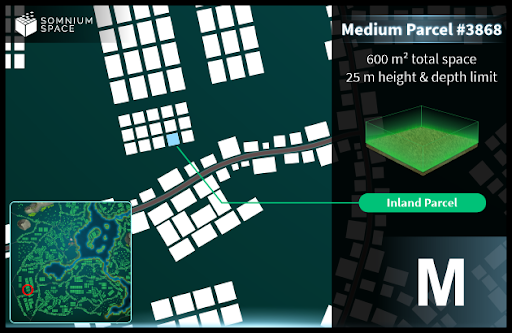 SOMNIUM
SPACE
Medium Parcel #3868
600 m² total space
25 m height & depth limit
Inland Parcel
M